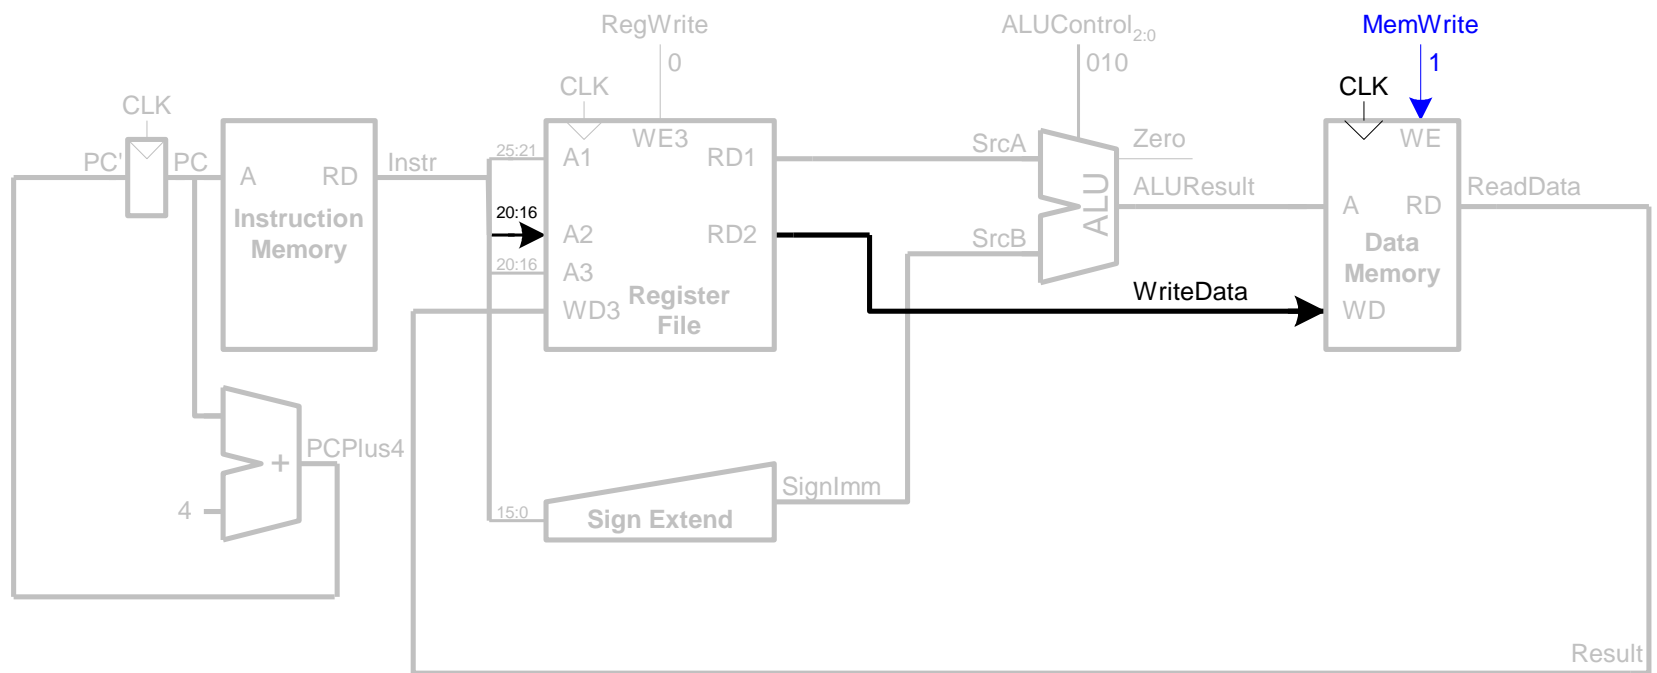 RegWrite
ALUControl2:0
MemWrite
0
010
1
CLK
CLK
CLK
PC'
PC
A
RD
Instruction
Memory
Instr
25:21
A1
WE3
RD1
20:16
A2
RD2
20:16
A3
WD3
Register
File
SrcA
SrcB
ALU
Zero
ALUResult
WriteData
WE
A
RD
Data
Memory
WD
ReadData
PCPlus4
+
4
15:0
Sign Extend
SignImm
Result